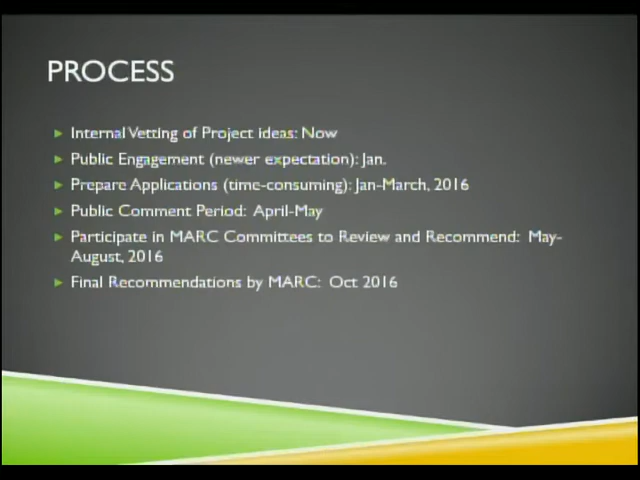 PROCESS
Internal Vetting of Project ideas: Now
Public Engagement (newer expectation): Jan.
Prepare Applications (time-consuming): Jan-March, 2016
Public Comment Period: April-May
Participate in MARC Committees to Review and Recommend: May-
August, 2016
Final Recommendations by MARC: Oct 2016